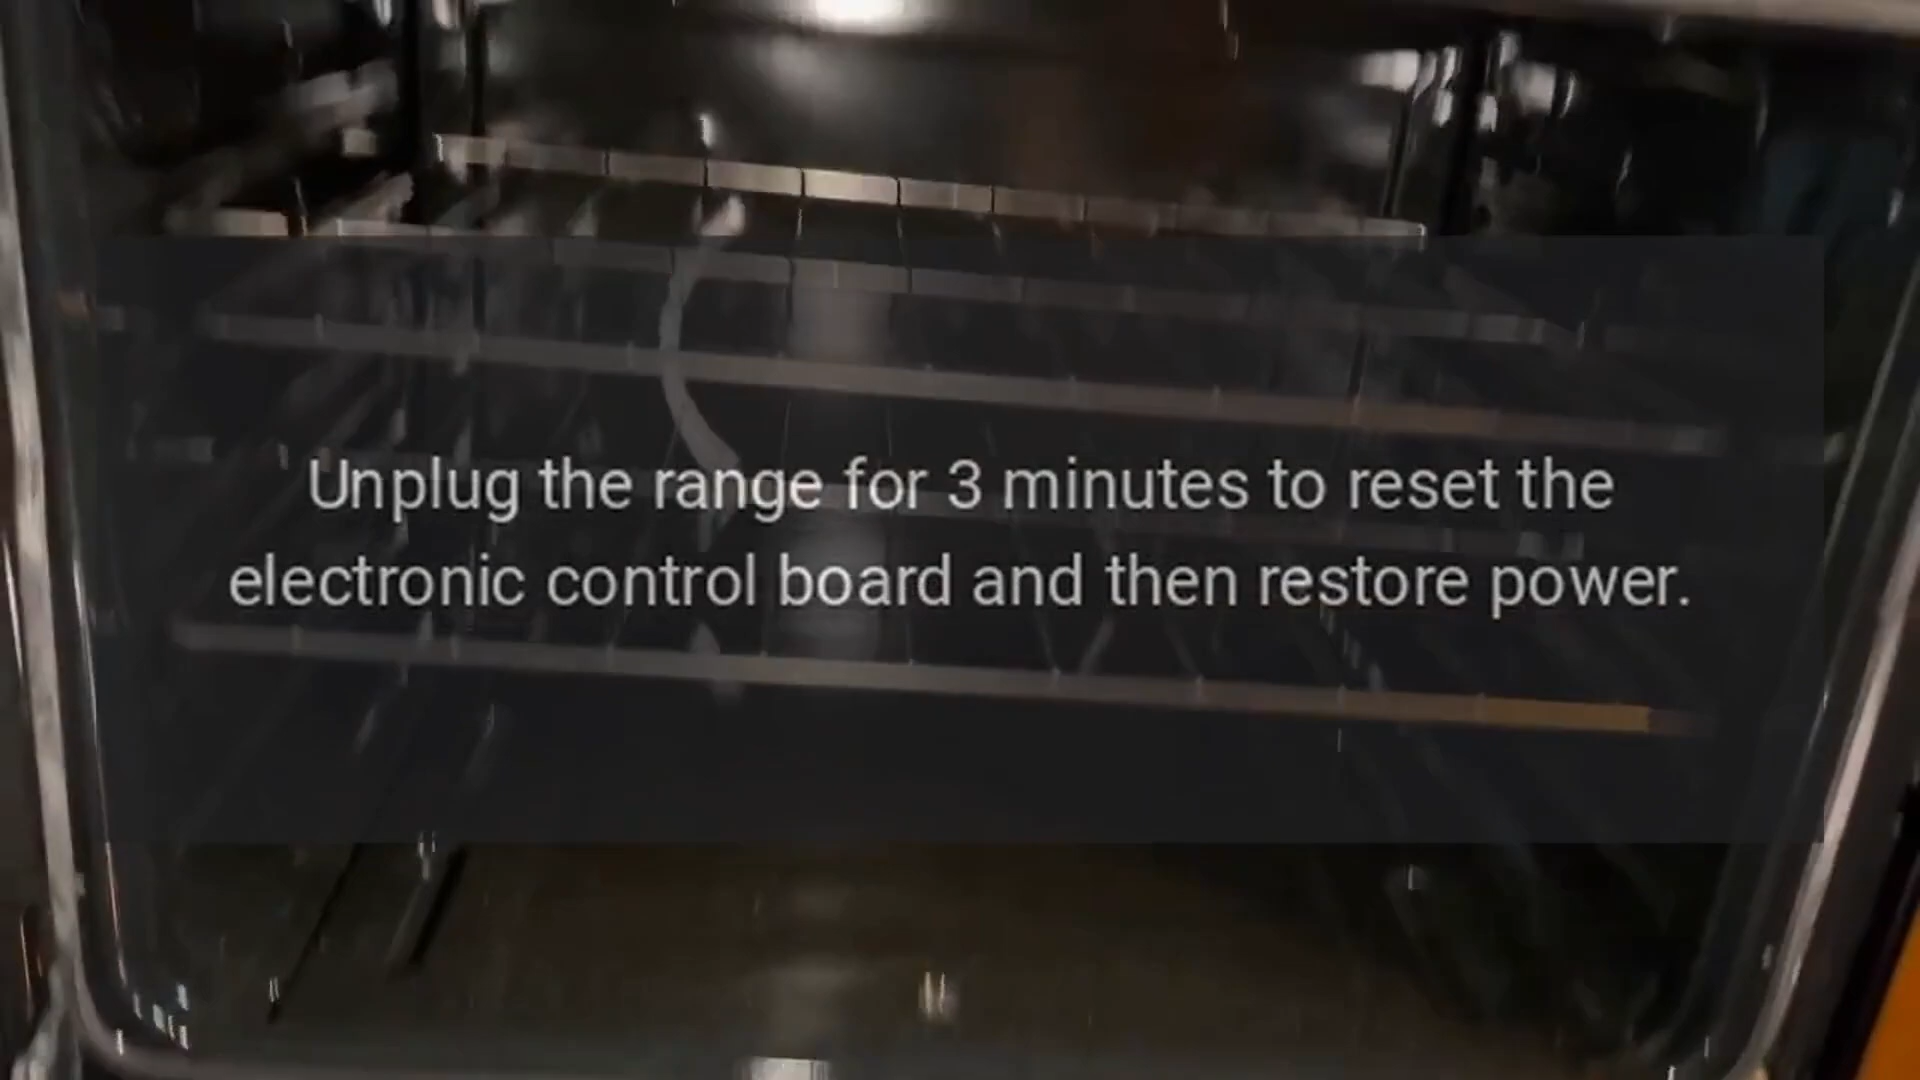 Unplug the range for 3 minutes to reset the
electronic control board and then restore power.